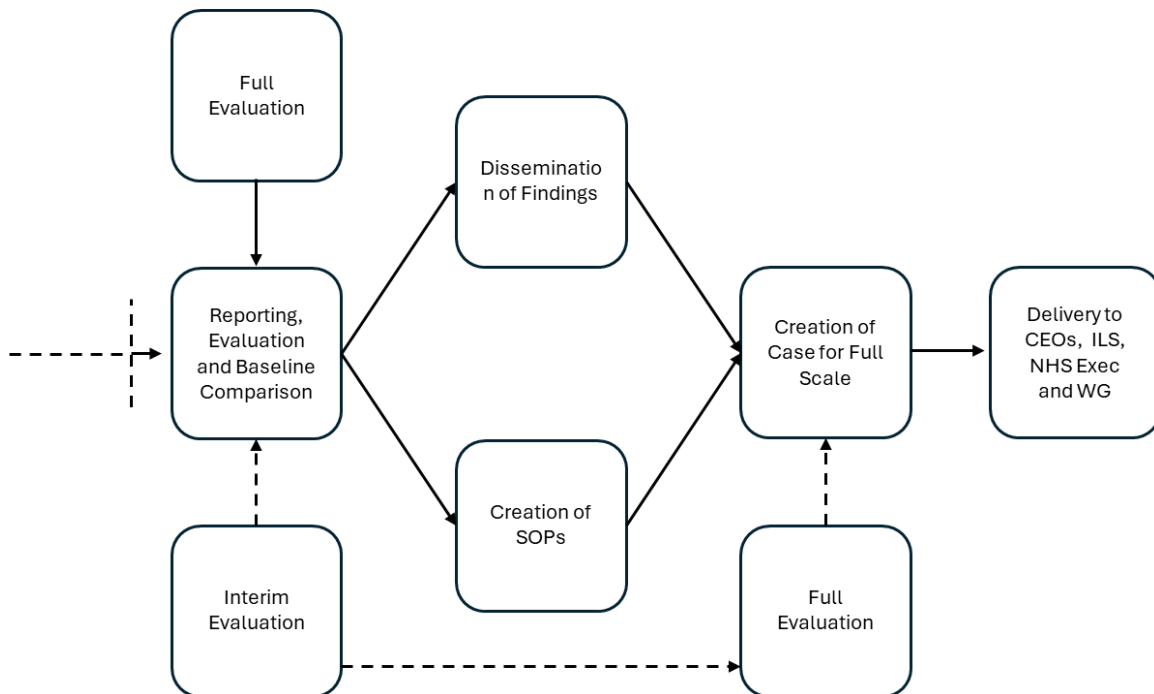 Full
Evaluation
Disseminatio
n of Findings
Reporting,
Evaluation
and Baseline
Comparison
Creation of
Case for Full
Scale
Delivery to
CEOs, ILS,
NHS Exec
and WG
Creation of
SOPs
Interim
Evaluation
Full
Evaluation